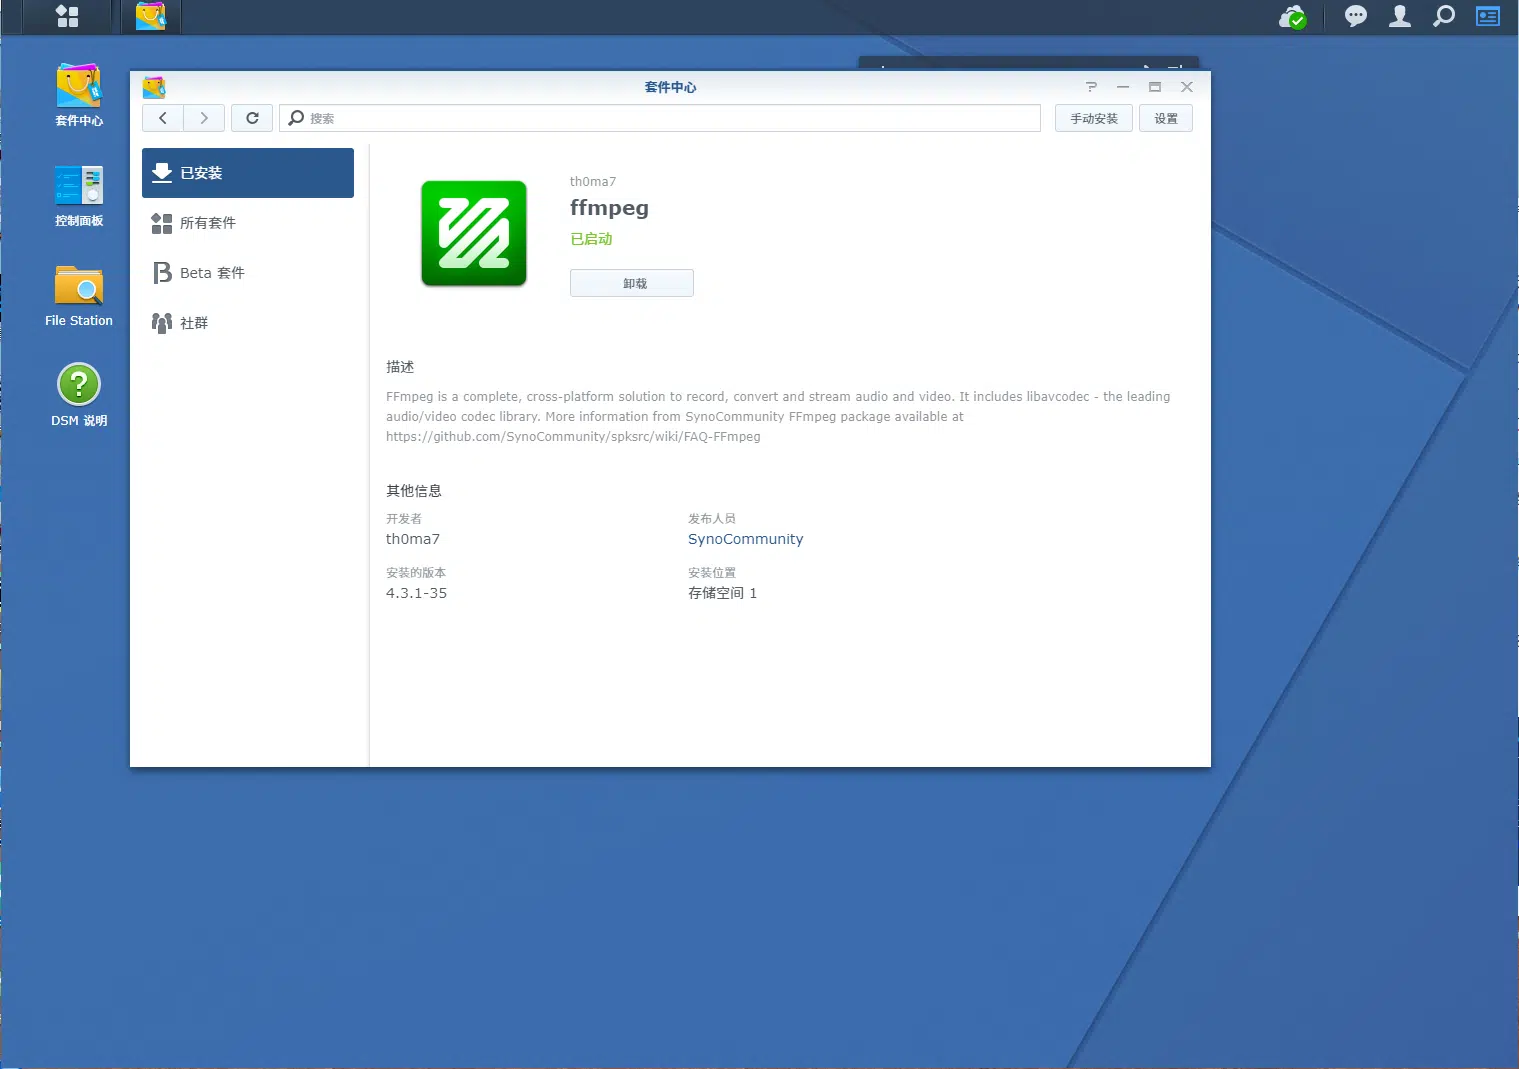 套件中心
控制面板
File Station
DSM 说明
套件中心
搜索
手动安装
设置
已安装
所有套件
Beta 套件
社群
th0ma7
ffmpeg
已启动
卸载
描述
FFmpeg is a complete, cross-platform solution to record, convert and stream audio and video. It includes libavcodec - the leading
audio/video codec library. More information from SynoCommunity FFmpeg package available at
https://github.com/SynoCommunity/spksrc/wiki/FAQ-FFmpeg
其他信息
开发者
th0ma7
发布人员
SynoCommunity
安装的版本
4.3.1-35
安装位置
存储空间 1